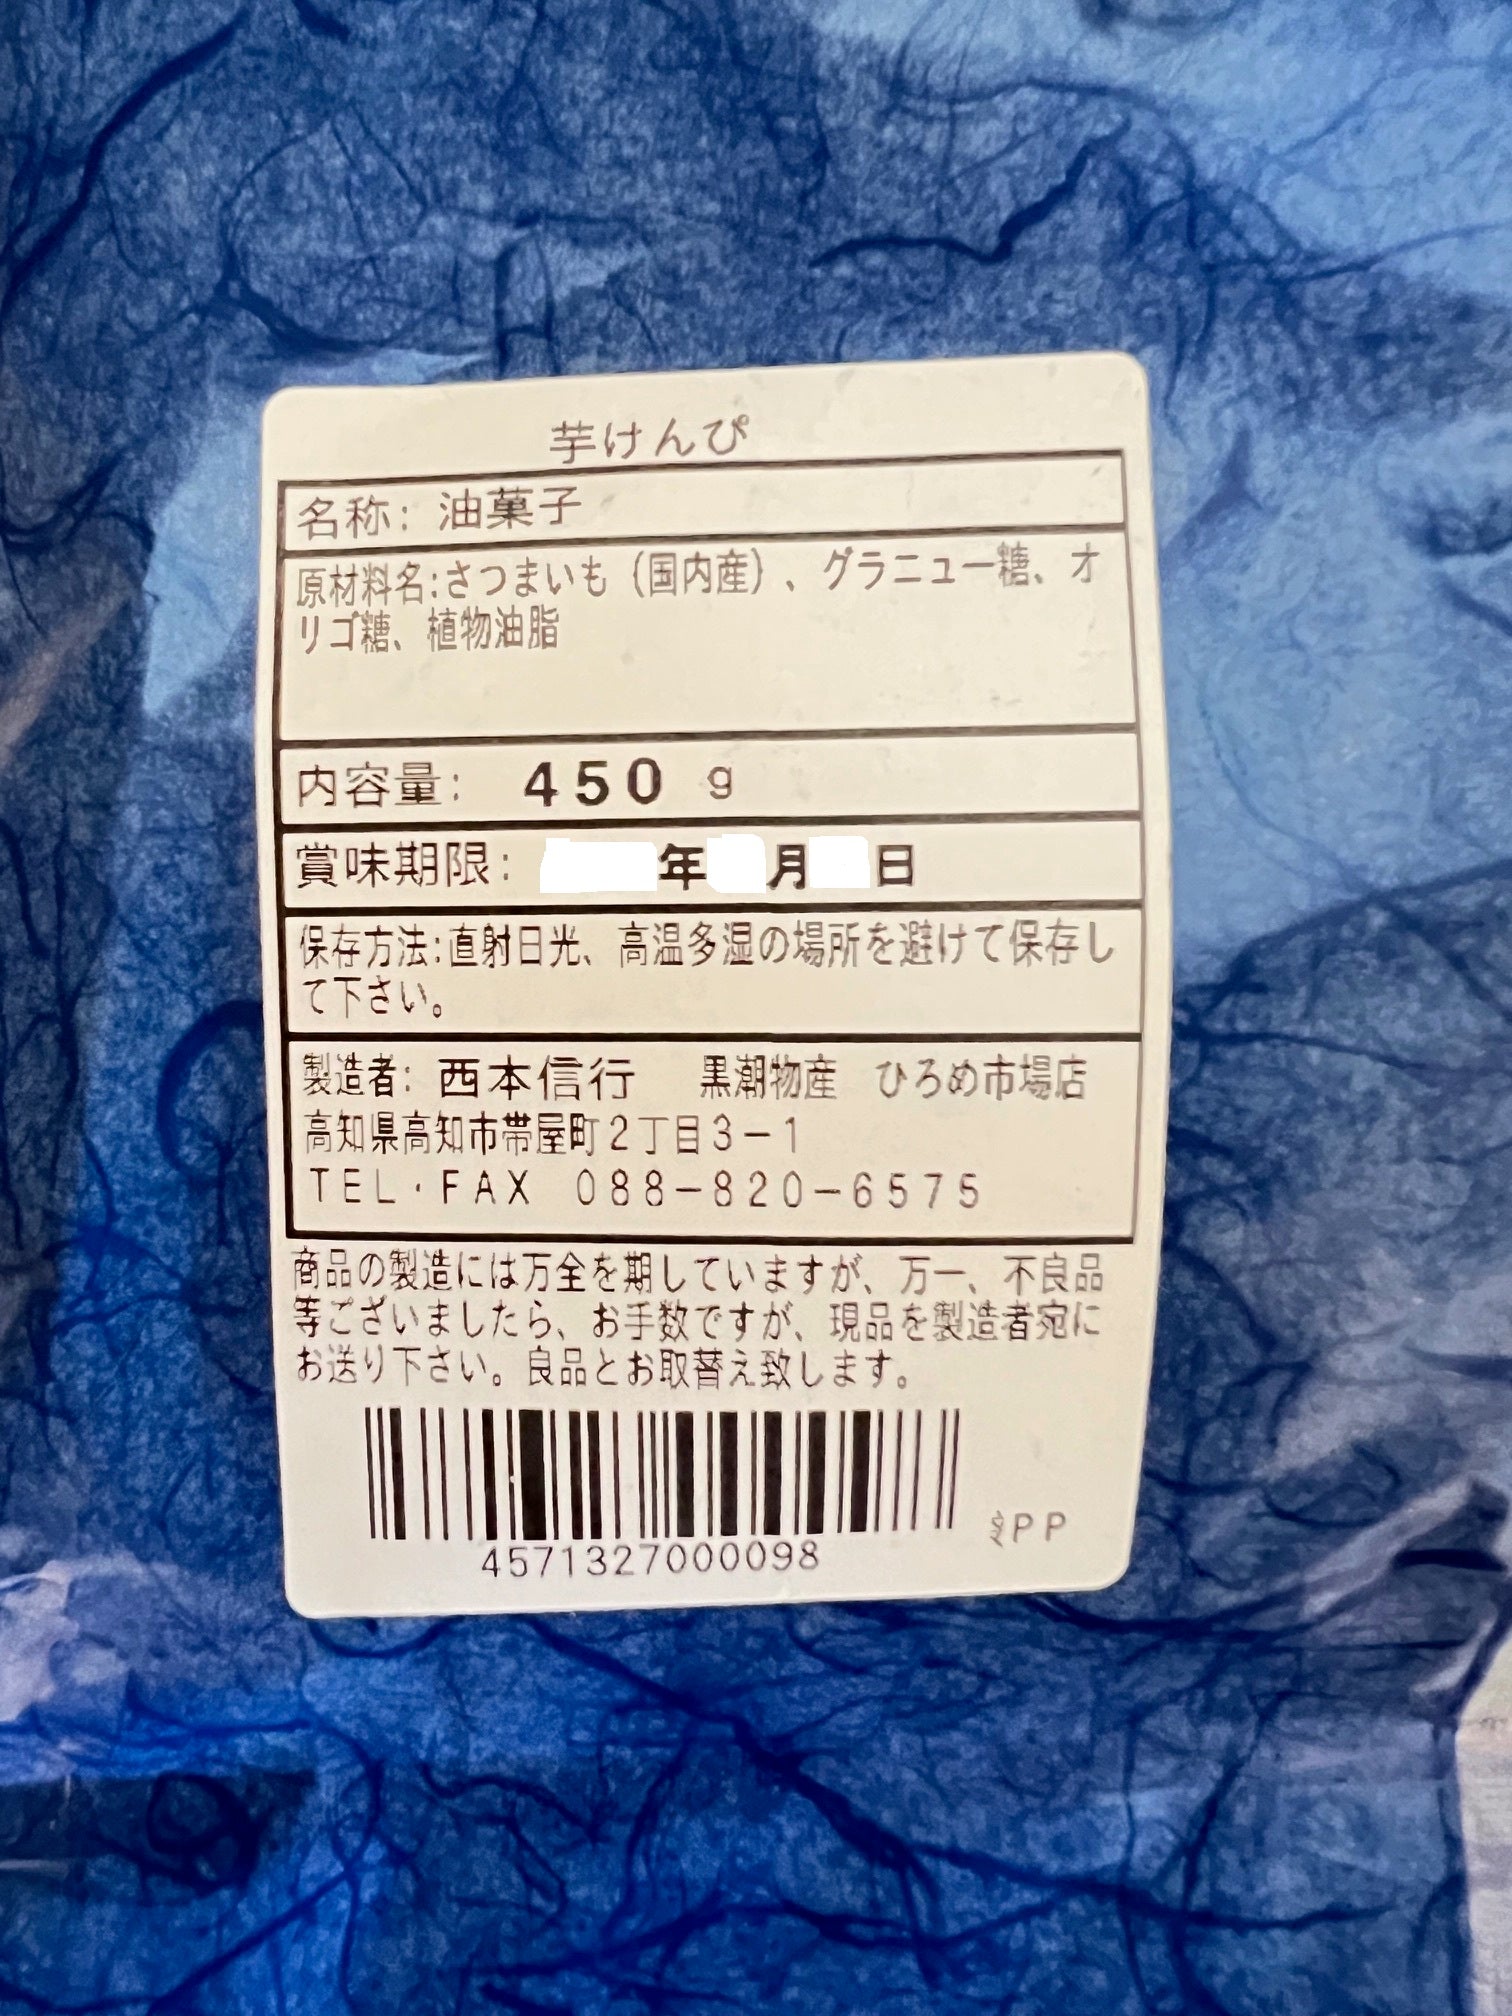 芋けんぴ
名称: 油菓子
原材料名:さつまいも（国内産）、グラニュー糖、オ
リゴ糖、植物油脂
内容量: 450 g
賞味期限: 年 月 日
保存方法:直射日光、高温多湿の場所を避けて保存し
て下さい。
製造者: 西本信行 黒潮物産 ひろめ市場店
高知県高知市帯屋町2丁目3－1
TEL・FAX 088－820－6575
商品の製造には万全を期していますが、万一、不良品
等ございましたら、お手数ですが、現品を製造者宛に
お送り下さい。良品とお取替え致します。
PP
4571327000098